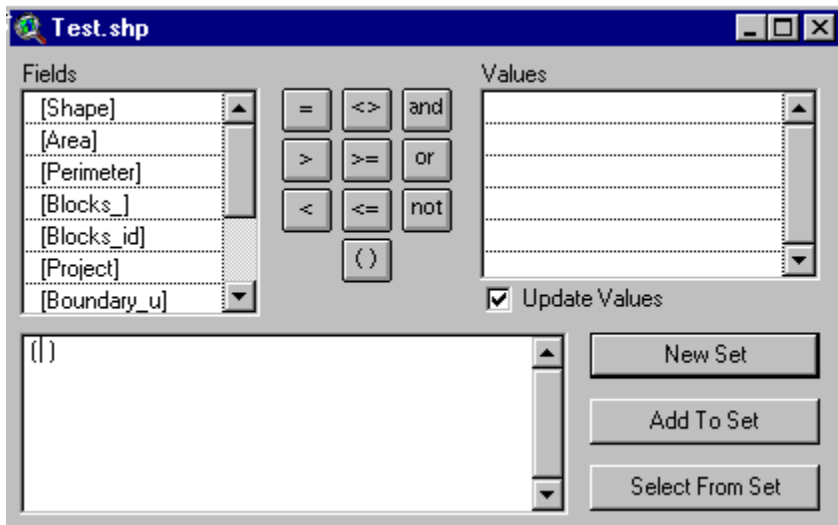 Test.shp
Fields
[Shape]
[Area]
[Perimeter]
[Blocks_]
[Blocks_id]
[Project]
[Boundary_u]
= <> and
> >= or
< <= not
( )
Values
Update Values
( )
New Set
Add To Set
Select From Set